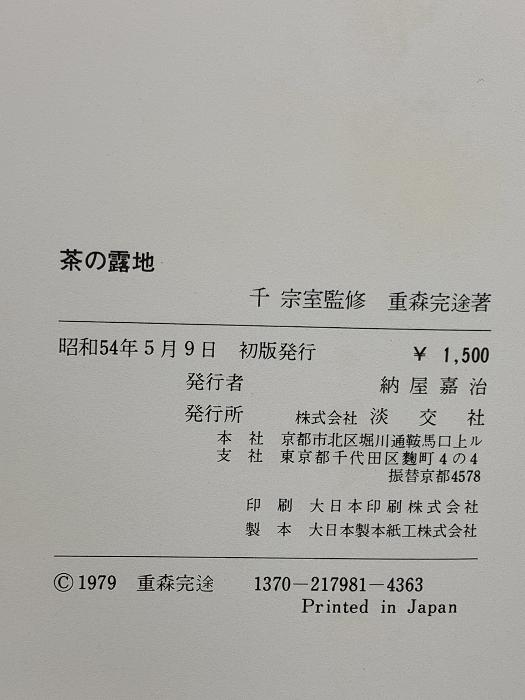 茶の露地
千 宗室監修 重森完途著
昭和54年5月9日 初版発行 ¥ 1,500
発行者 納屋嘉治
発行所 株式会社 淡交社
本社 京都市北区堀川通鞍馬口上ル
支社 東京都千代田区麴町4の4
振替京都4578
印刷 大日本印刷株式会社
製本 大日本製本紙工株式会社
©1979 重森完途 1370-217981-4363
Printed in Japan